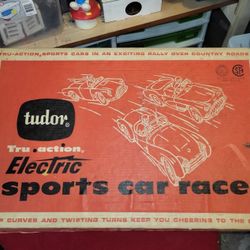 TRU-ACTION, SPORTS CARS IN AN EXCITING RALLY OVER COUNTRY ROADS
tudor®
Tru-action,
Electric
sports car race
CURVES AND TWISTING TURNS KEEP YOU CHEERING TO THE